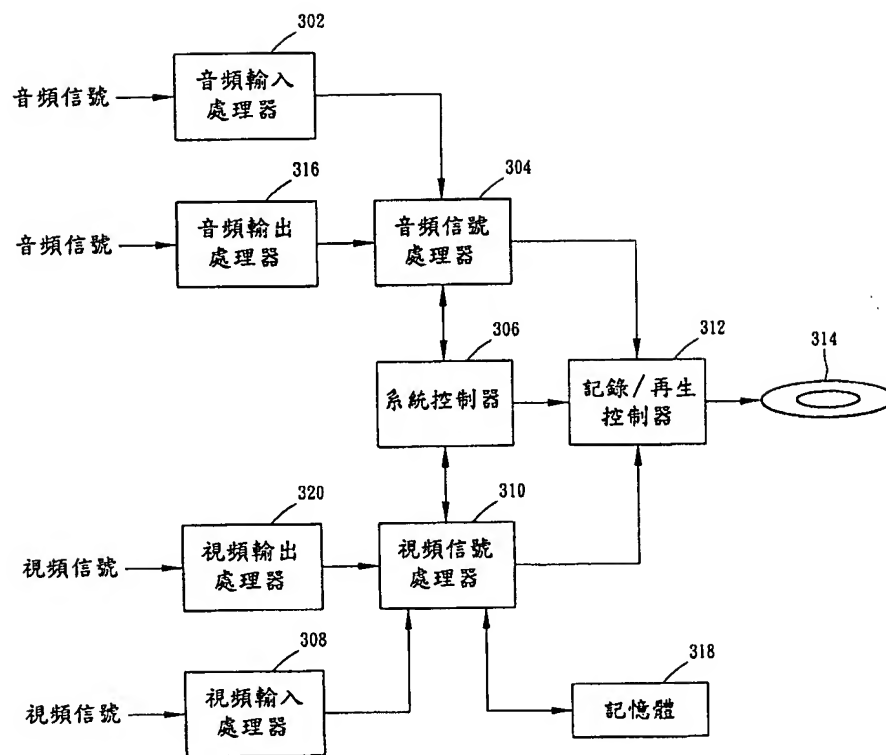 302
音頻信號
音頻輸入
處理器
316
304
音頻信號
音頻輸出
處理器
音頻信號
處理器
306
312
314
系統控制器
記錄/再生
控制器
320
310
視頻信號
視頻輸出
處理器
視頻信號
處理器
308
318
視頻信號
視頻輸入
處理器
記憶體